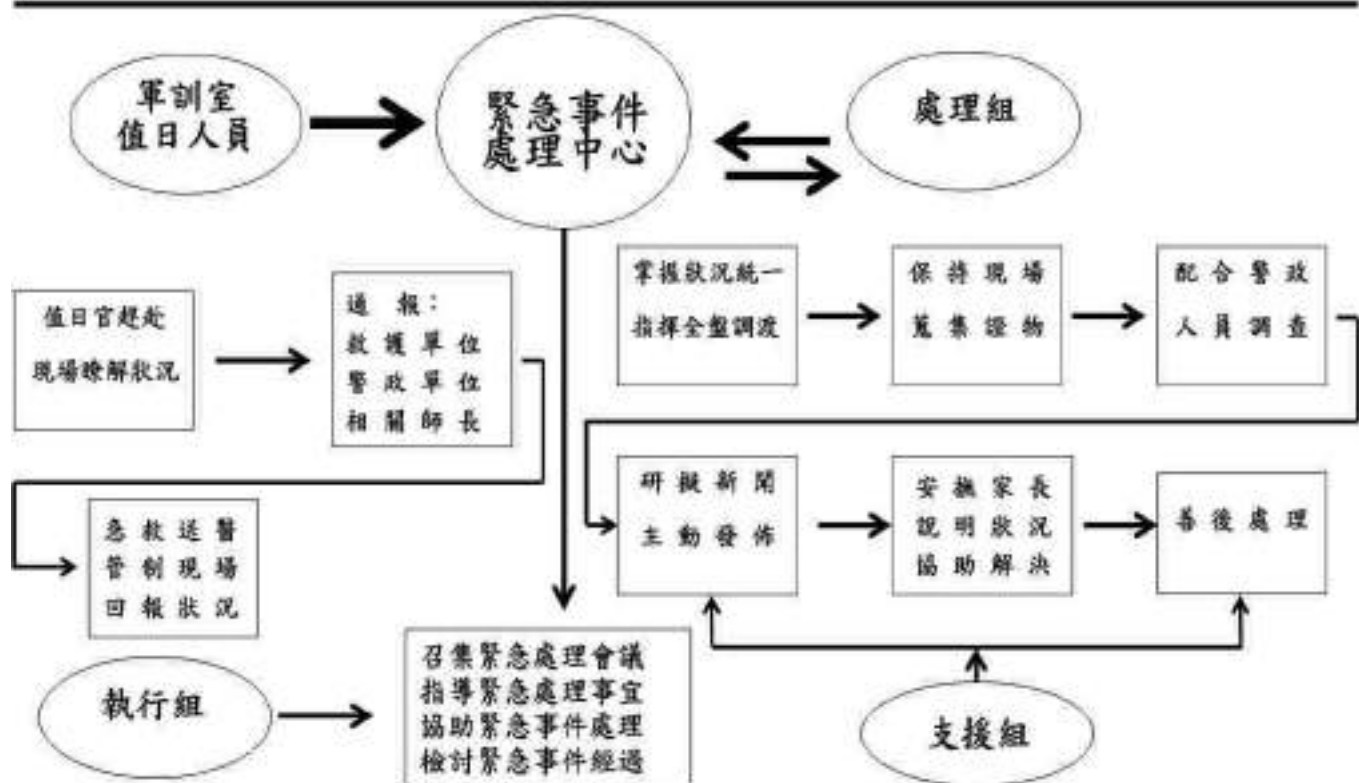 軍訓室
值日人員
緊急事件
處理中心
處理組
值日官趕赴
現場瞭解狀況
通 報：
救 護 單 位
警 政 單 位
相 關 師 長
掌握狀況統一
指揮全盤調渡
保 持 現 場
蒐 集 證 物
配 合 警 政
人 員 調 查
急 救 送 醫
管 制 現 場
回 報 狀 況
研 擬 新 聞
主 動 發 佈
安 撫 家 長
說 明 狀 況
協 助 解 決
善 後 處 理
執行組
召集緊急處理會議
指導緊急處理事宜
協助緊急事件處理
檢討緊急事件經過
支援組